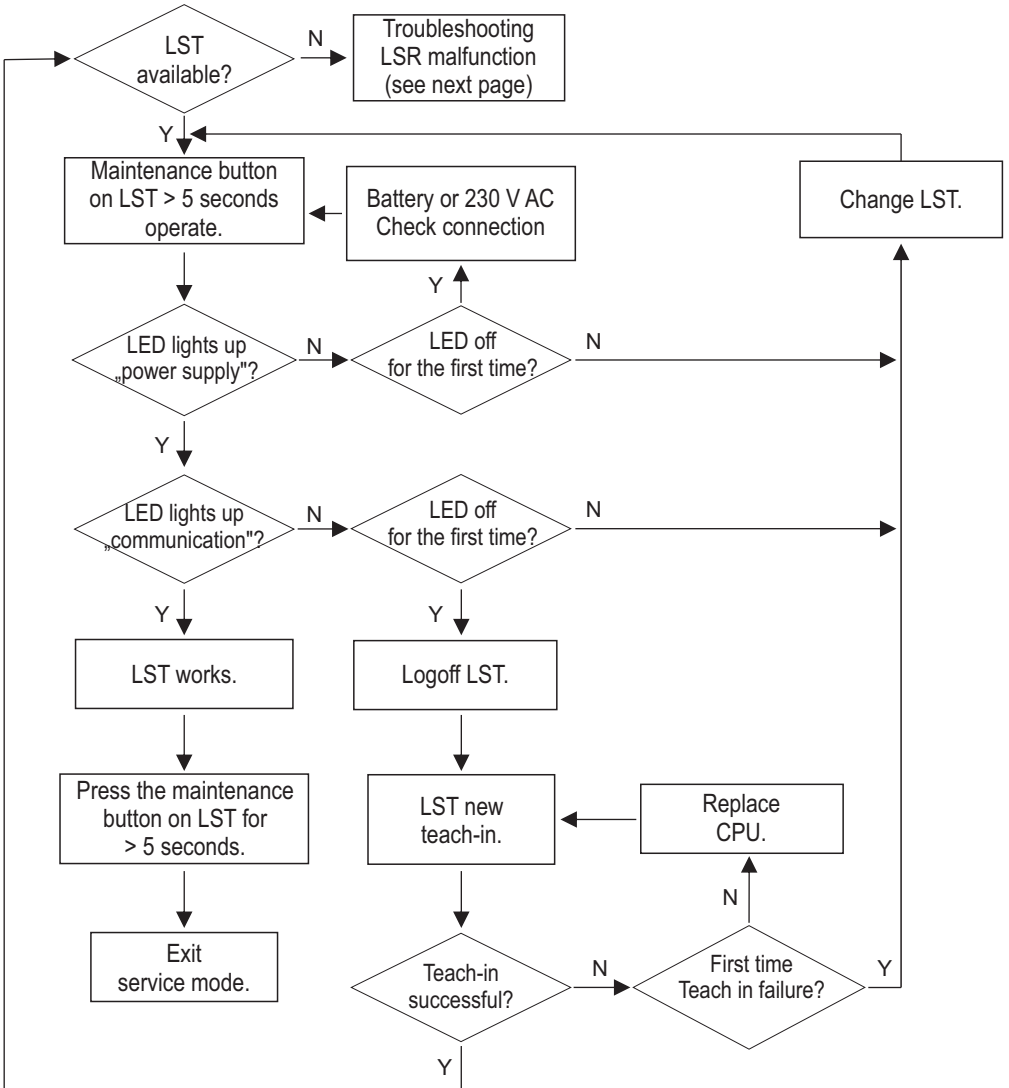 LST
available?
N
Troubleshooting
LSR malfunction
(see next page)
Y
Maintenance button
on LST > 5 seconds
operate.
Battery or 230 V AC
Check connection
Change LST.
Y
LED lights up
„power supply"?
N
LED off
for the first time?
N
Y
LED lights up
„communication"?
N
LED off
for the first time?
N
Y
Y
LST works.
Logoff LST.
Press the maintenance
button on LST for
> 5 seconds.
LST new
teach-in.
Replace
CPU.
N
Exit
service mode.
Teach-in
successful?
N
First time
Teach in failure?
Y
Y